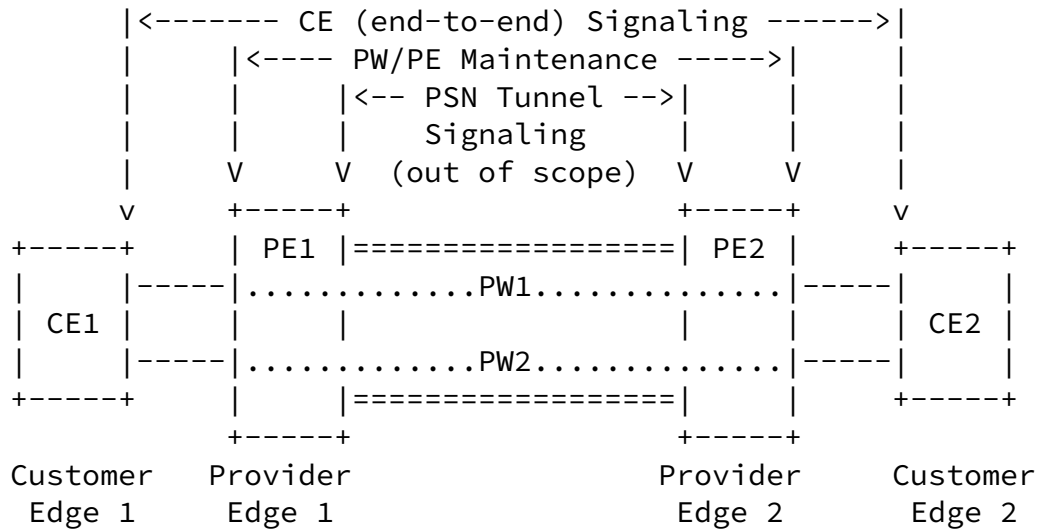 |<------- CE (end-to-end) Signaling ------>|
|       |<---- PW/PE Maintenance ----->|       |
|       |       |<-- PSN Tunnel -->|       |       |
|       |       |     Signaling     |       |       |
|       V       V  (out of scope)  V       V       |
v       +-----+                    +-----+       v
+-----+       | PE1 |==================| PE2 |       +-----+
|     |-----|.............PW1..............|-----|     |
| CE1 |       |     |                    |     |       | CE2 |
|     |-----|.............PW2..............|-----|     |
+-----+       |     |==================|     |       +-----+
+-----+                    +-----+
Customer    Provider                    Provider    Customer
Edge 1      Edge 1                      Edge 2      Edge 2